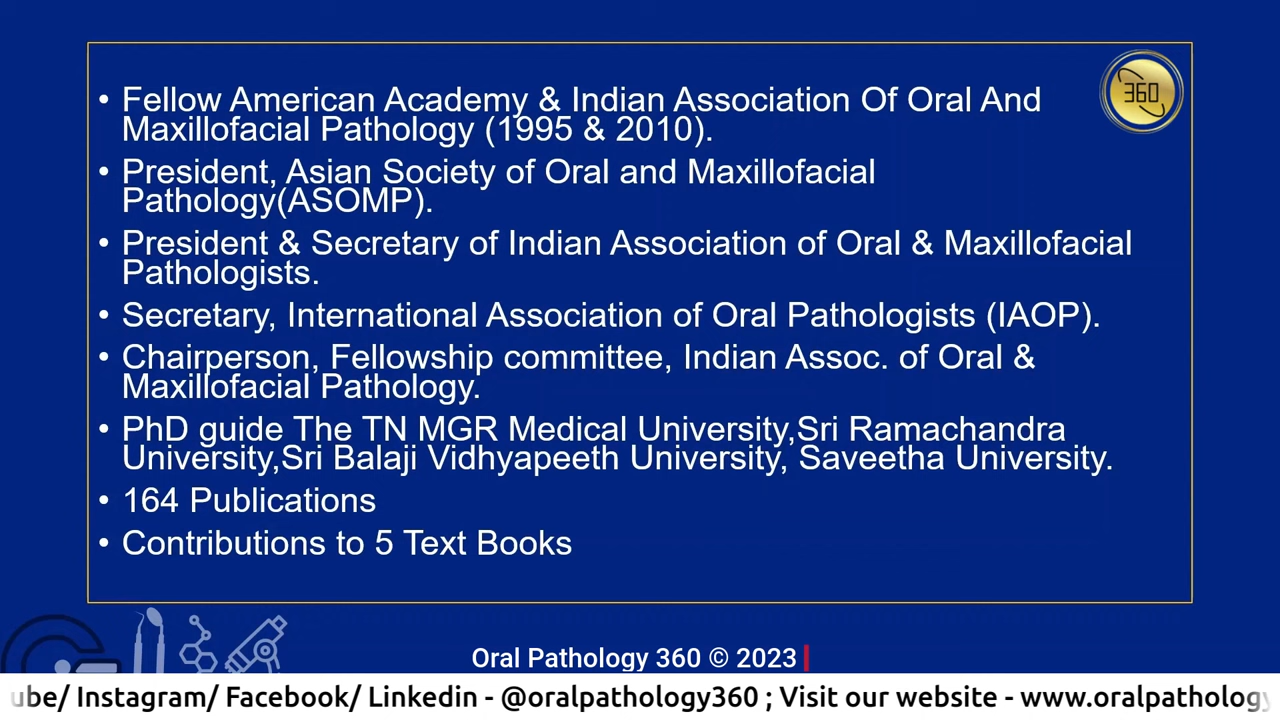 360
• Fellow American Academy & Indian Association Of Oral And
Maxillofacial Pathology (1995 & 2010).
• President, Asian Society of Oral and Maxillofacial
Pathology(ASOMP).
• President & Secretary of Indian Association of Oral & Maxillofacial
Pathologists.
• Secretary, International Association of Oral Pathologists (IAOP).
• Chairperson, Fellowship committee, Indian Assoc. of Oral &
Maxillofacial Pathology.
• PhD guide The TN MGR Medical University,Sri Ramachandra
University,Sri Balaji Vidhyapeeth University, Saveetha University.
• 164 Publications
• Contributions to 5 Text Books
Oral Pathology 360 © 2023
ube/ Instagram/ Facebook/ Linkedin - @oralpathology360 ; Visit our website - www.oralpathology